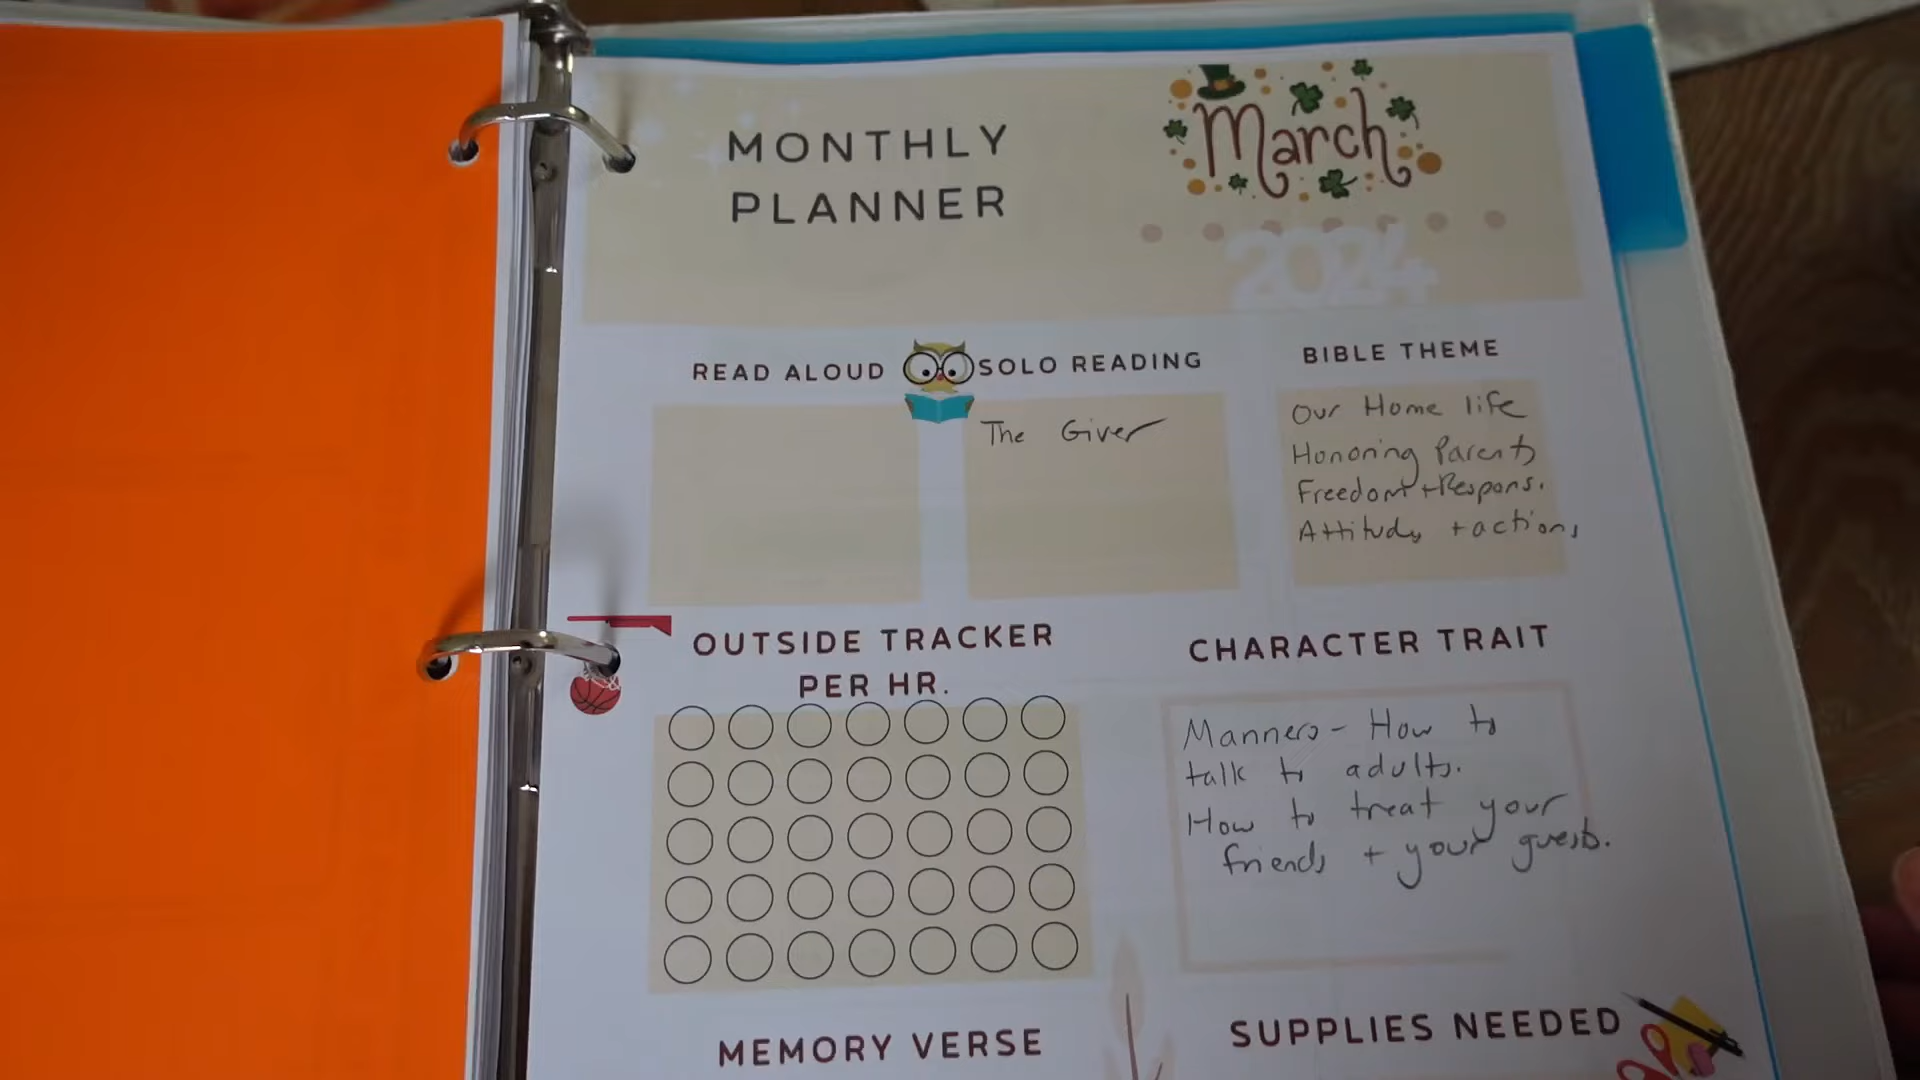 MONTHLY
PLANNER
March
2024
READ ALOUD
SOLO READING
The Giver
BIBLE THEME
Our Home life
Honoring Parents
Freedom + Respons.
Attitudes + actions
OUTSIDE TRACKER
PER HR.
CHARACTER TRAIT
Manners - How to
talk to adults.
How to treat your
friends + your guests.
MEMORY VERSE
SUPPLIES NEEDED